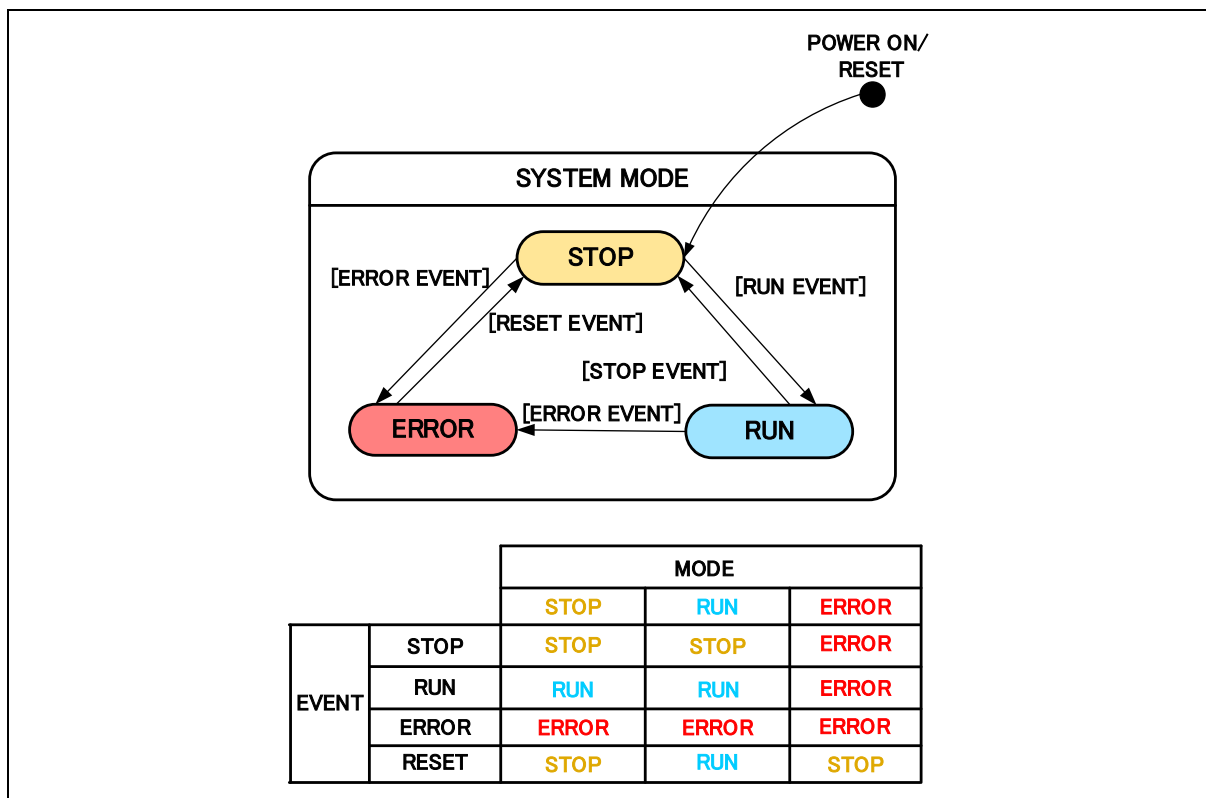 POWER ON/
RESET
SYSTEM MODE
STOP
[ERROR EVENT]
[RUN EVENT]
[RESET EVENT]
[STOP EVENT]
ERROR
[ERROR EVENT]
RUN
MODE
STOP RUN ERROR
EVENT
STOP STOP STOP ERROR
RUN RUN RUN ERROR
ERROR ERROR ERROR ERROR
RESET STOP RUN STOP